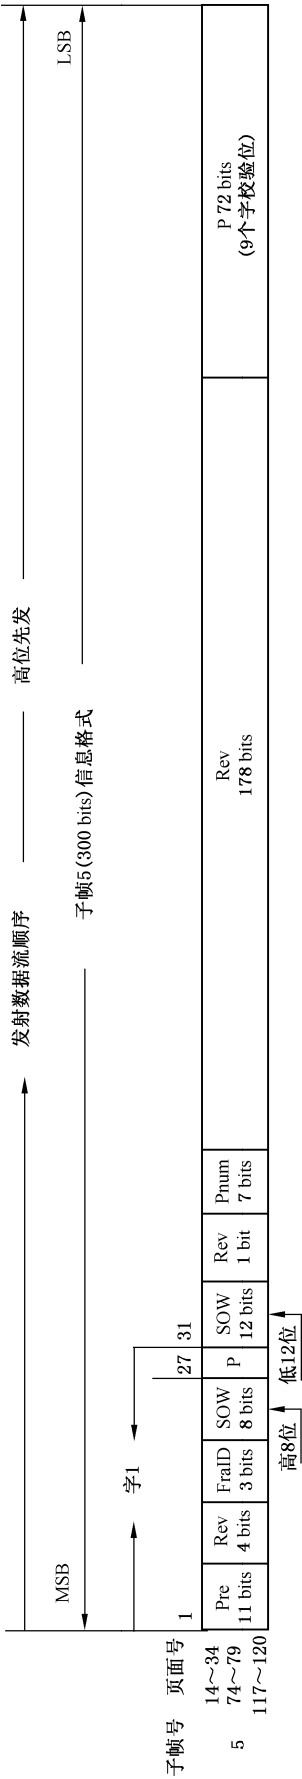 发射数据流顺序 高位先发
MSB 子帧5(300 bits)信息格式 LSB
字1
子帧号 页面号 1 27 31
5
14～34
74～79
117～120
Pre
11 bits
Rev
4 bits
FraID
3 bits
SOW
8 bits
P
SOW
12 bits
Rev
1 bit
Pnum
7 bits
Rev
178 bits
P 72 bits
(9个字校验位)
高8位 低12位